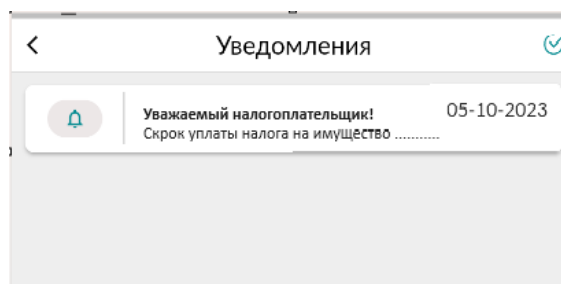 Уведомления
Уважаемый налогоплательщик! 05-10-2023
Скрок уплаты налога на имущество ...........